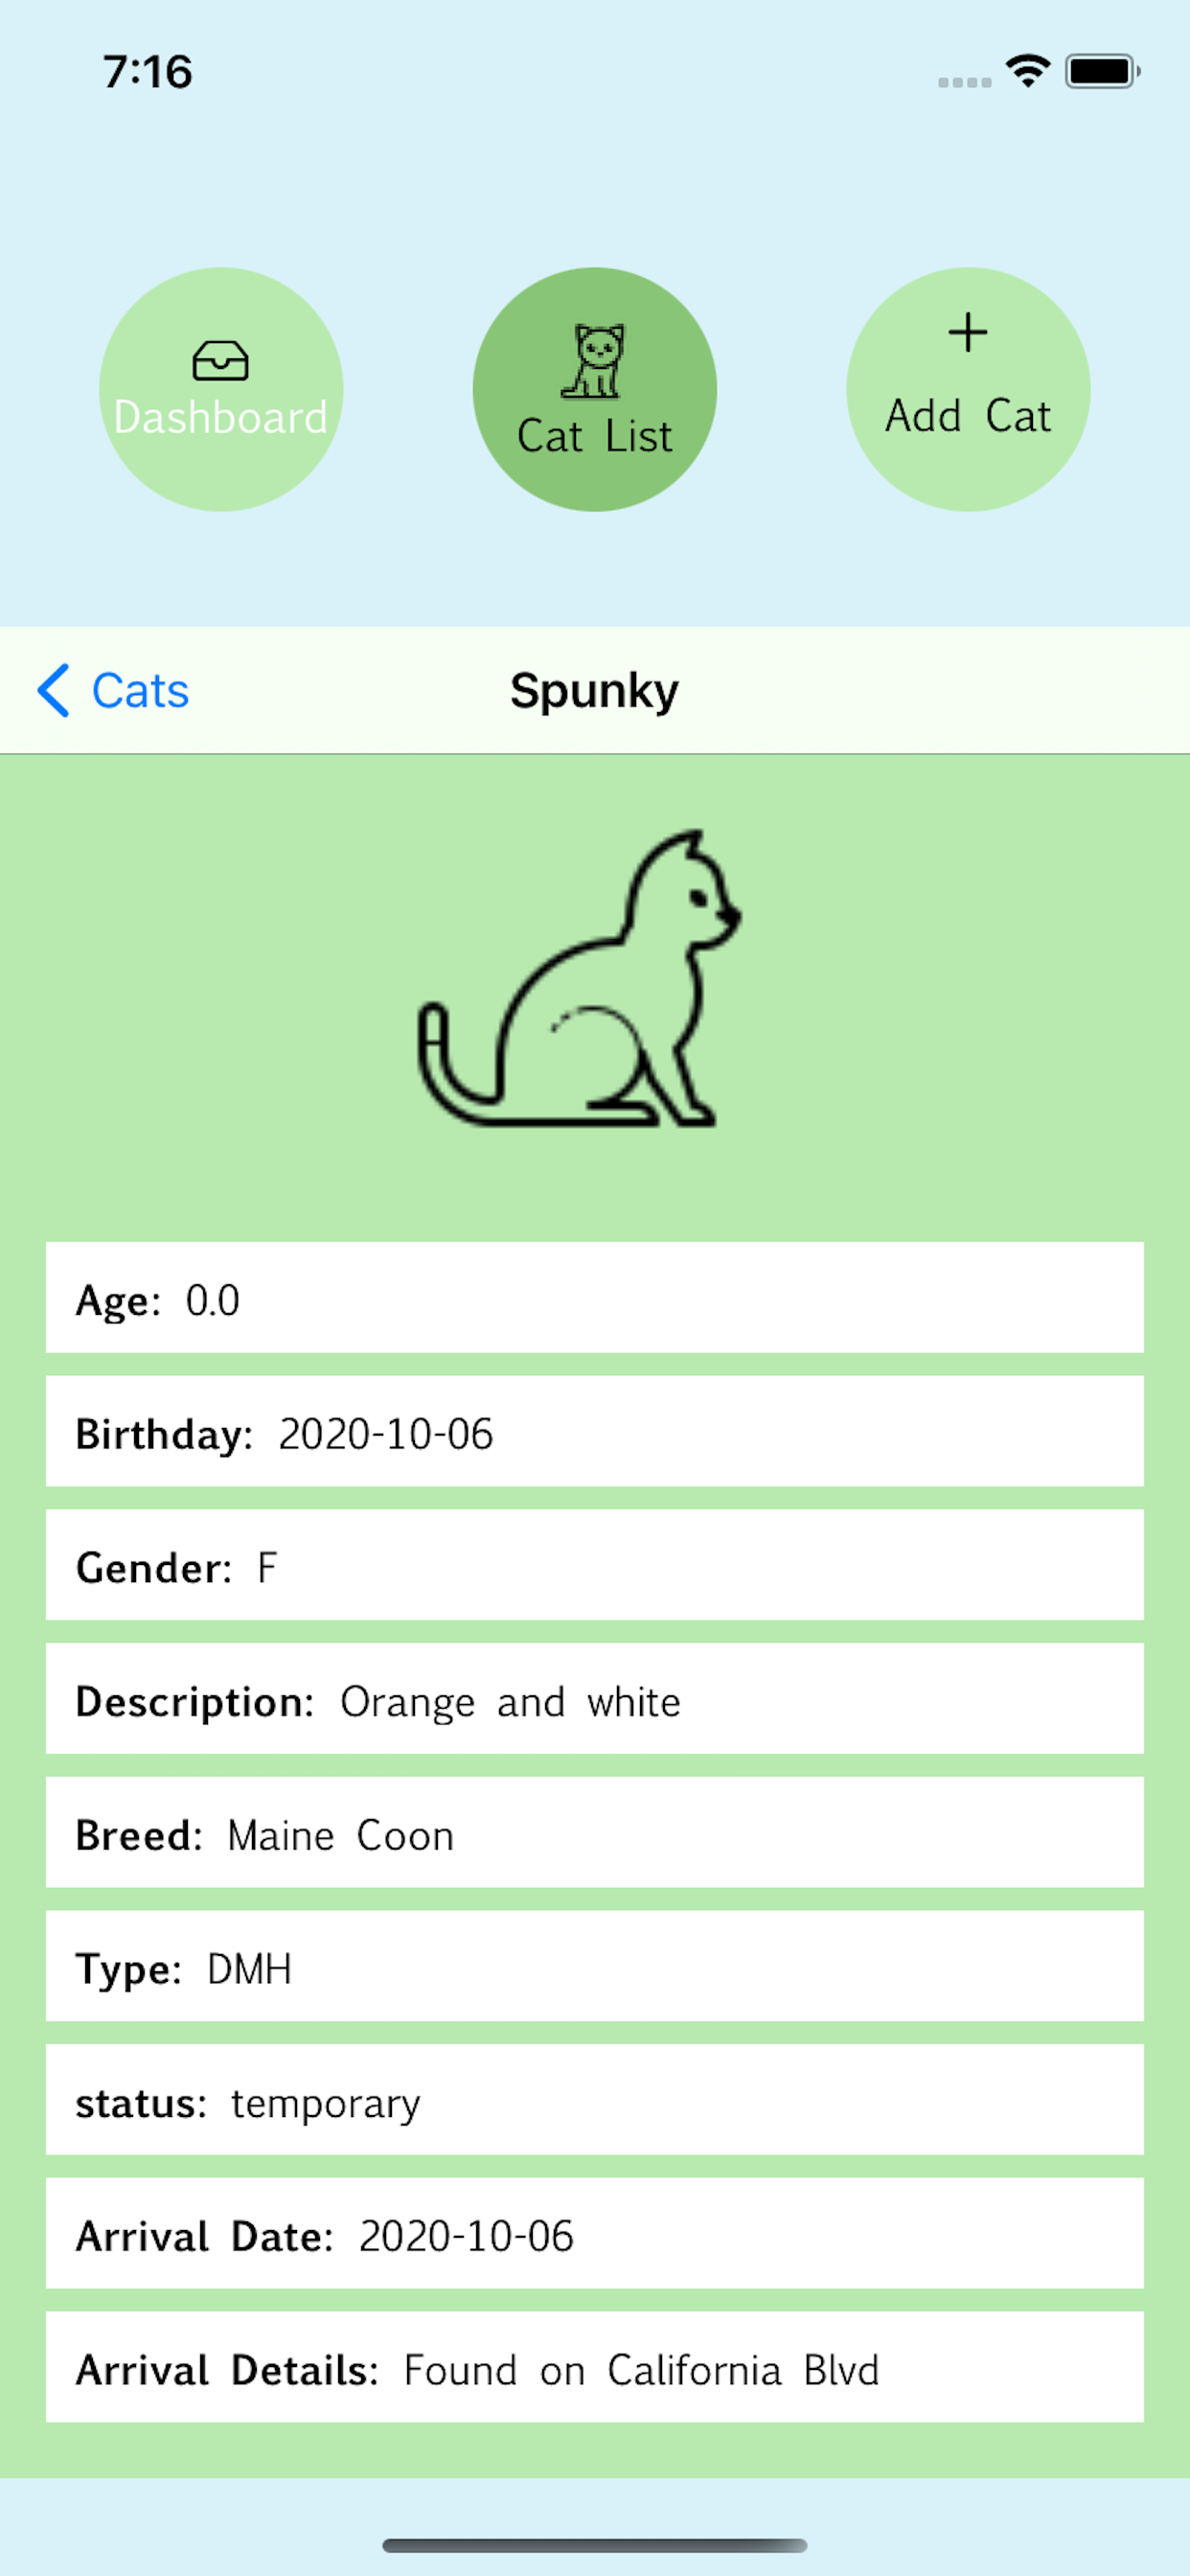 7:16
Dashboard
Cat List
Add Cat
Cats
Spunky
Age: 0.0
Birthday: 2020-10-06
Gender: F
Description: Orange and white
Breed: Maine Coon
Type: DMH
status: temporary
Arrival Date: 2020-10-06
Arrival Details: Found on California Blvd